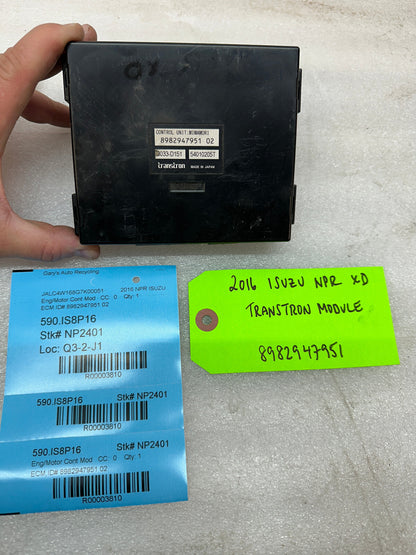 CONTROL UNIT;MIMAMORI
8982947951 02
033-0151 54010205T
transtron MADE IN JAPAN
Gary's Auto Recycling
JALC4W168G7K00051 2016 NPR ISUZU
Eng/Motor Cont Mod CC: 0 Qty: 1
ECM ID# 8982947951 02
590.IS8P16
Stk# NP2401
Loc: Q3-2-J1
R00003810
590.IS8P16 Stk# NP2401
R00003810
590.IS8P16 Stk# NP2401
Eng/Motor Cont Mod CC: 0 Qty: 1
ECM ID# 8982947951 02
R00003810
2016 ISUZU NPR XD
TRANSTRON MODULE
8982947951